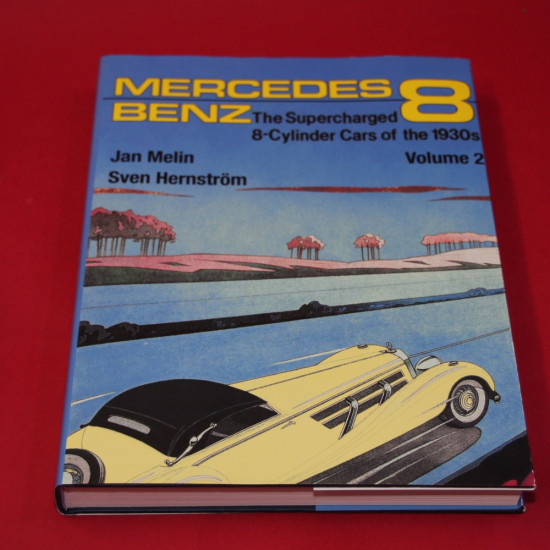 MERCEDES
BENZ
8
The Supercharged
8-Cylinder Cars of the 1930s
Jan Melin
Sven Hernström
Volume 2